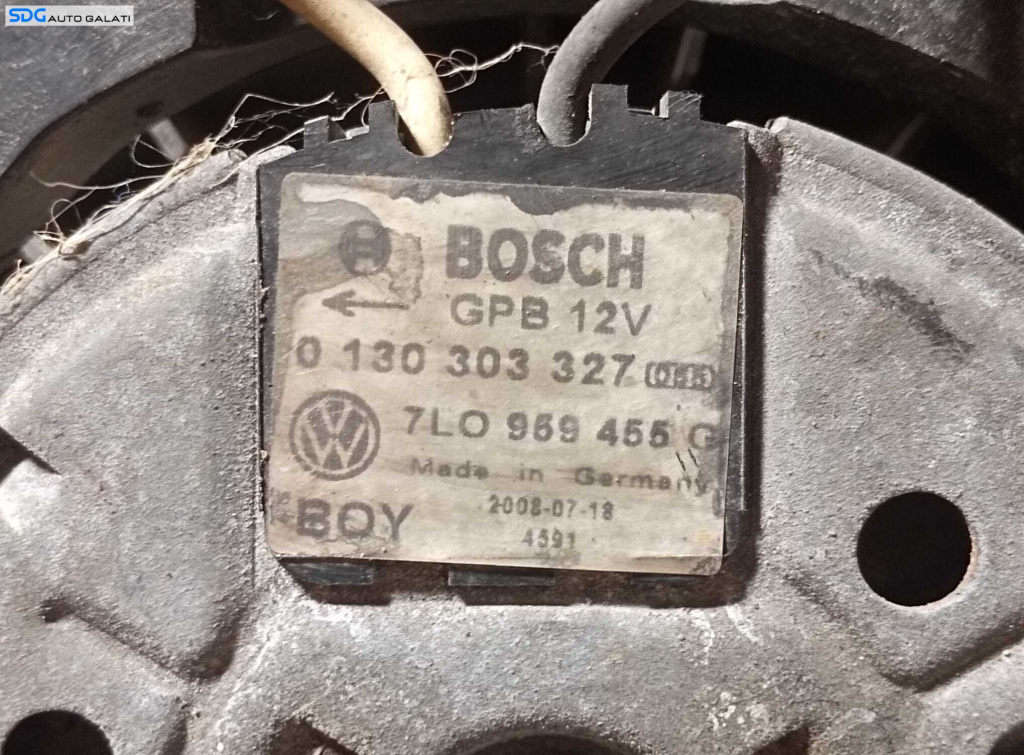 SDG AUTO GALATI
BOSCH
GPB 12V
0 130 303 327
7L0 959 455 G
Made in Germany
2008-07-18
4591
BOY